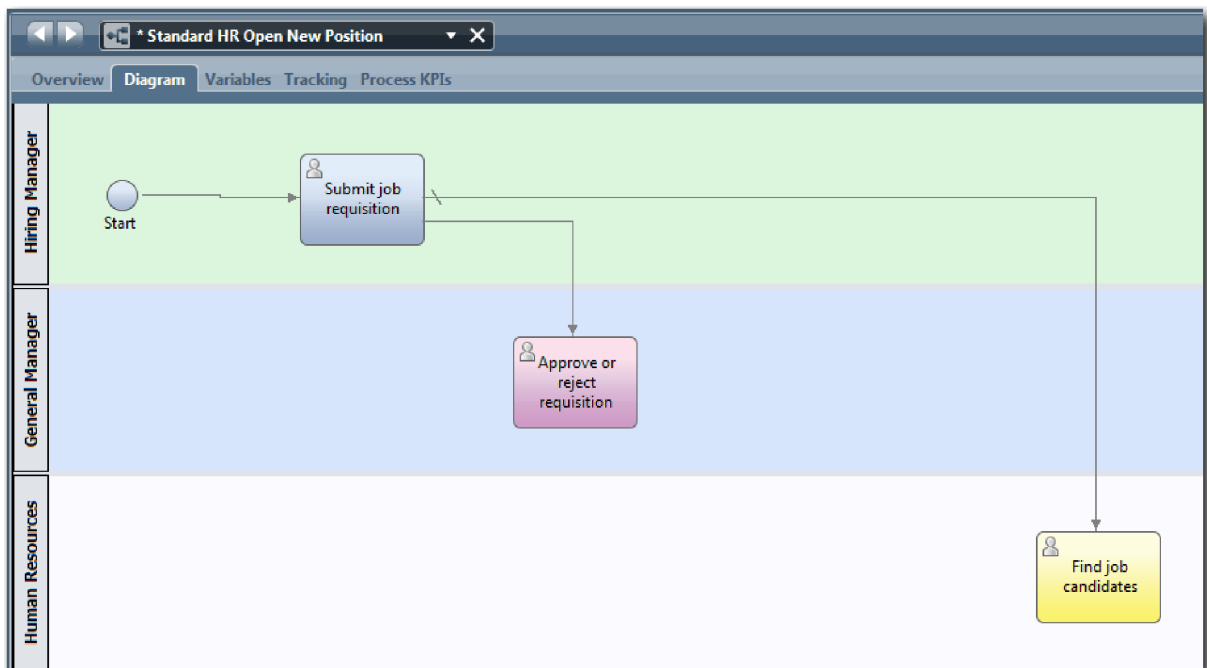 * Standard HR Open New Position
Overview Diagram Variables Tracking Process KPIs
Hiring Manager
Start
Submit job
requisition
General Manager
Approve or
reject
requisition
Human Resources
Find job
candidates